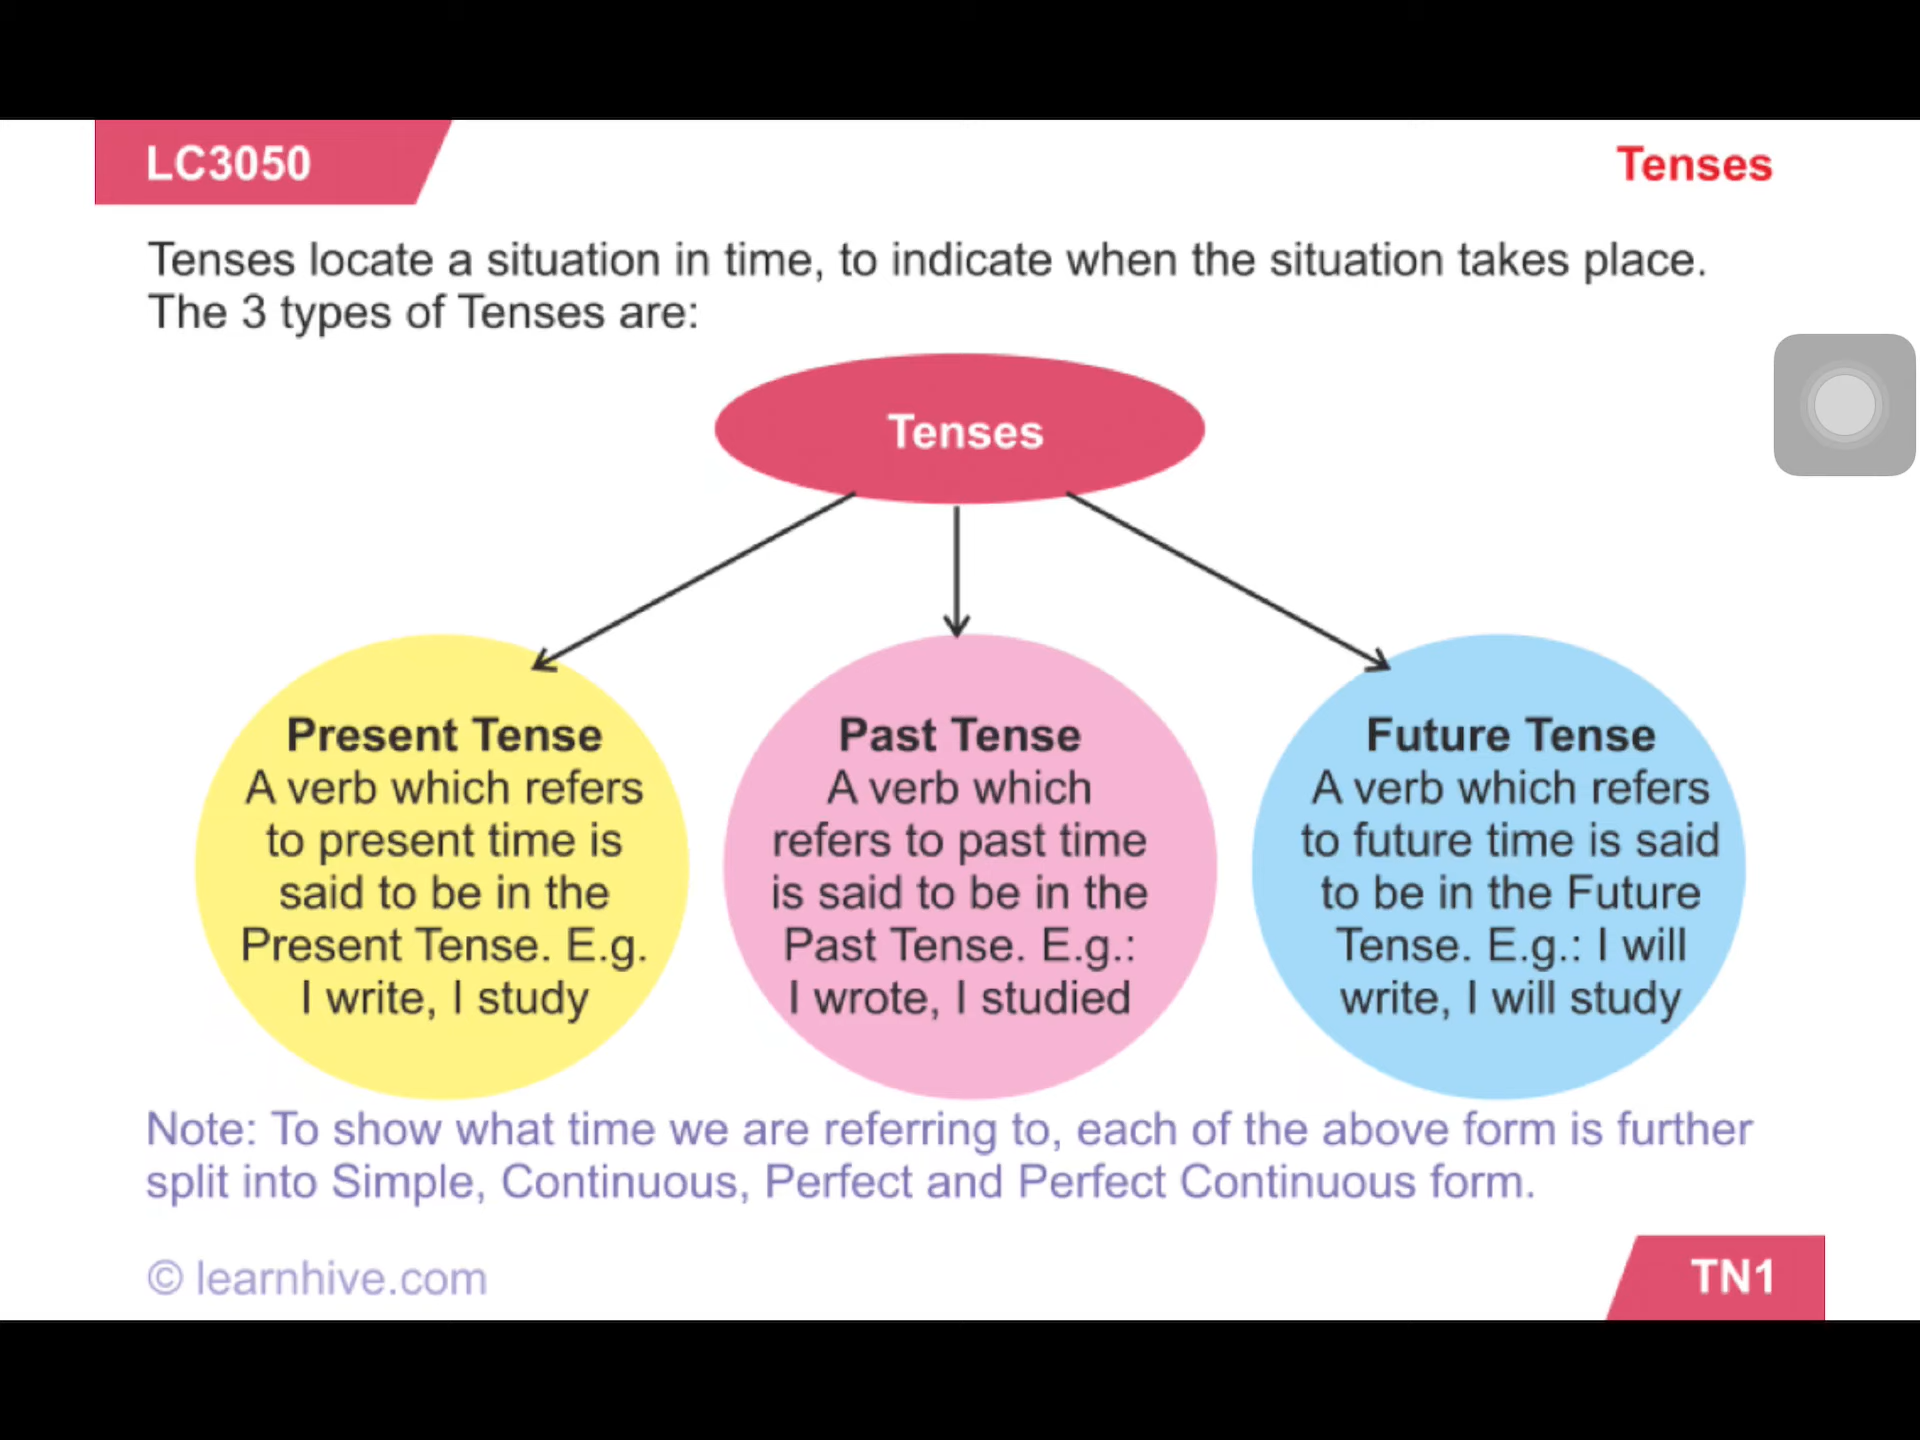 LC3050
Tenses
Tenses locate a situation in time, to indicate when the situation takes place.
The 3 types of Tenses are:
Tenses
Present Tense
A verb which refers
to present time is
said to be in the
Present Tense. E.g.
I write, I study
Past Tense
A verb which
refers to past time
is said to be in the
Past Tense. E.g.:
I wrote, I studied
Future Tense
A verb which refers
to future time is said
to be in the Future
Tense. E.g.: I will
write, I will study
Note: To show what time we are referring to, each of the above form is further
split into Simple, Continuous, Perfect and Perfect Continuous form.
© learnhive.com
TN1